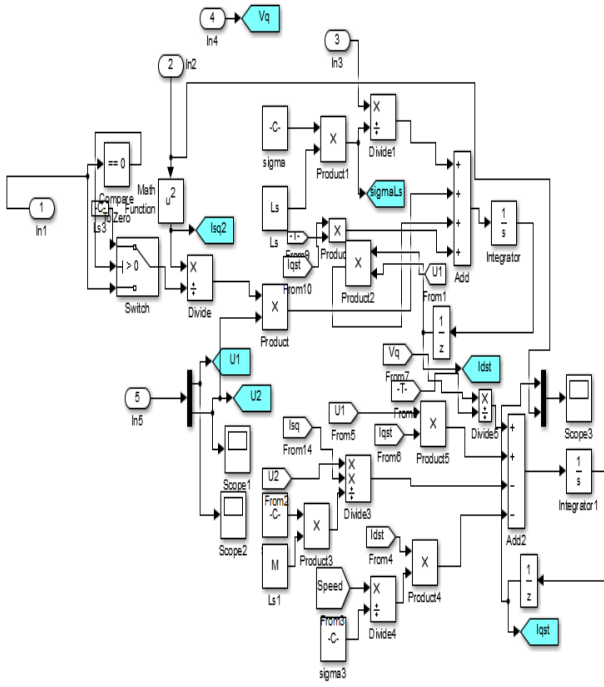 4
Vq
In4
3
In3
2
In2
-C-
sigma
×
Product1
×
÷
Divide1
== 0
Compare
To Zero
-C-
Ls3
Math
Function
u²
1
In1
Ls
Ls
sigmaLs
Isq2
-T-
From9
×
Produc
Iqst
From10
×
Product2
U1
From1
+
+
+
+
Add
1
s
Integrator
> 0
Switch
×
÷
Divide
×
Product
1
z
Vq
From7
Idst
-T-
U1
U2
5
In5
×
÷
Divide6
Scope3
Isq
From14
U1
From5
Iqst
From6
×
Product5
+
+
−
−
Add2
1
s
Integrator1
Scope1
U2
From2
×
×
÷
Divide3
Scope2
-C-
×
Product3
M
Ls1
Idst
From4
×
Product4
Speed
From3
×
÷
Divide4
1
z
-C-
sigma3
Iqst